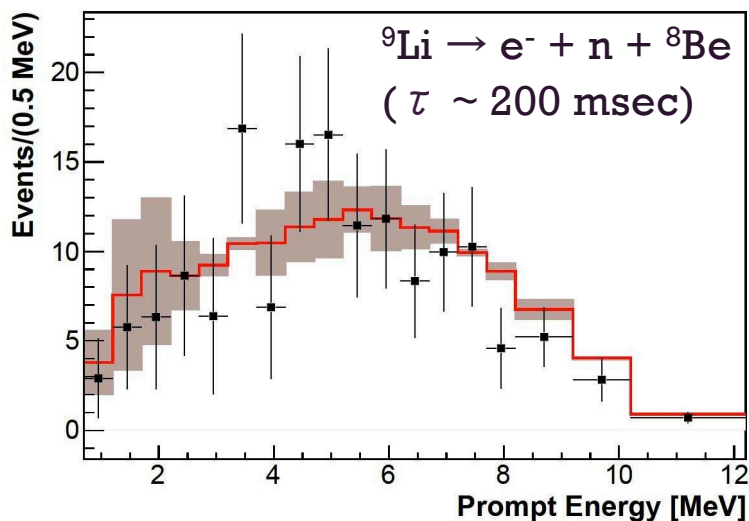 ⁹Li → e⁻ + n + ⁸Be
( τ ~ 200 msec)
Events/(0.5 MeV)
20
15
10
5
0
2 4 6 8 10 12
Prompt Energy [MeV]